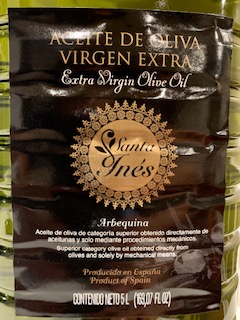 ACEITE DE OLIVA
VIRGEN EXTRA
Extra Virgin Olive Oil
Santa
Inés
Arbequina
Aceite de oliva de categoría superior obtenido directamente de
aceitunas y solo mediante procedimientos mecánicos.
Superior category olive oil obtained directly from
olives and solely by mechanical means.
Producido en España
Product of Spain
CONTENIDO NETO 5L (169,07 fl.oz)